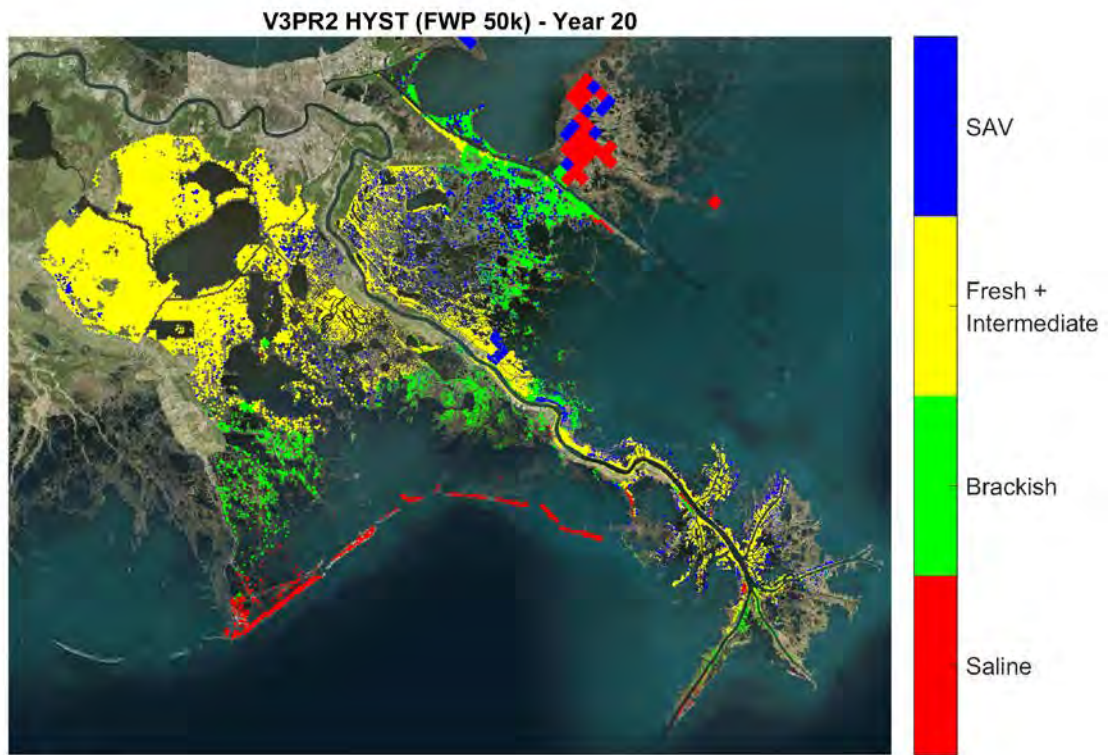 V3PR2 HYST (FWP 50k) - Year 20
SAV
Fresh +
Intermediate
Brackish
Saline